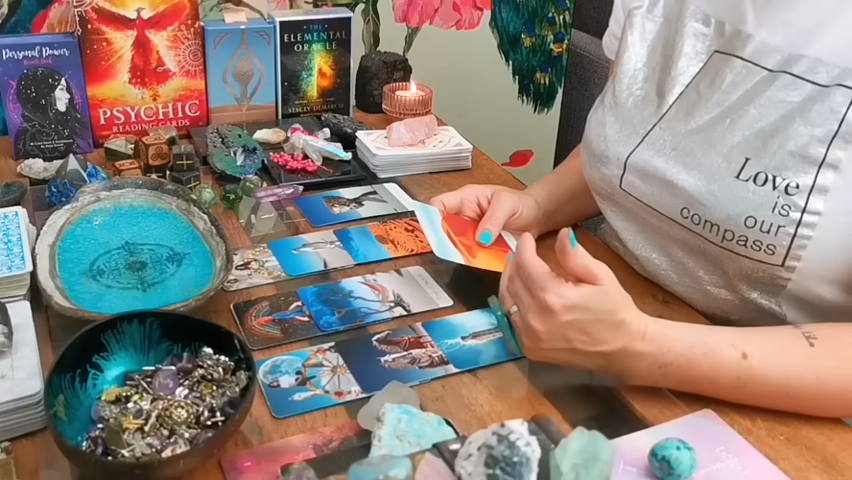 Personal Power
PSYCHIC
READING CARDS
THE
ELEMENTAL
ORACLE
STACEY DEMARCO
Love
is
our
compass